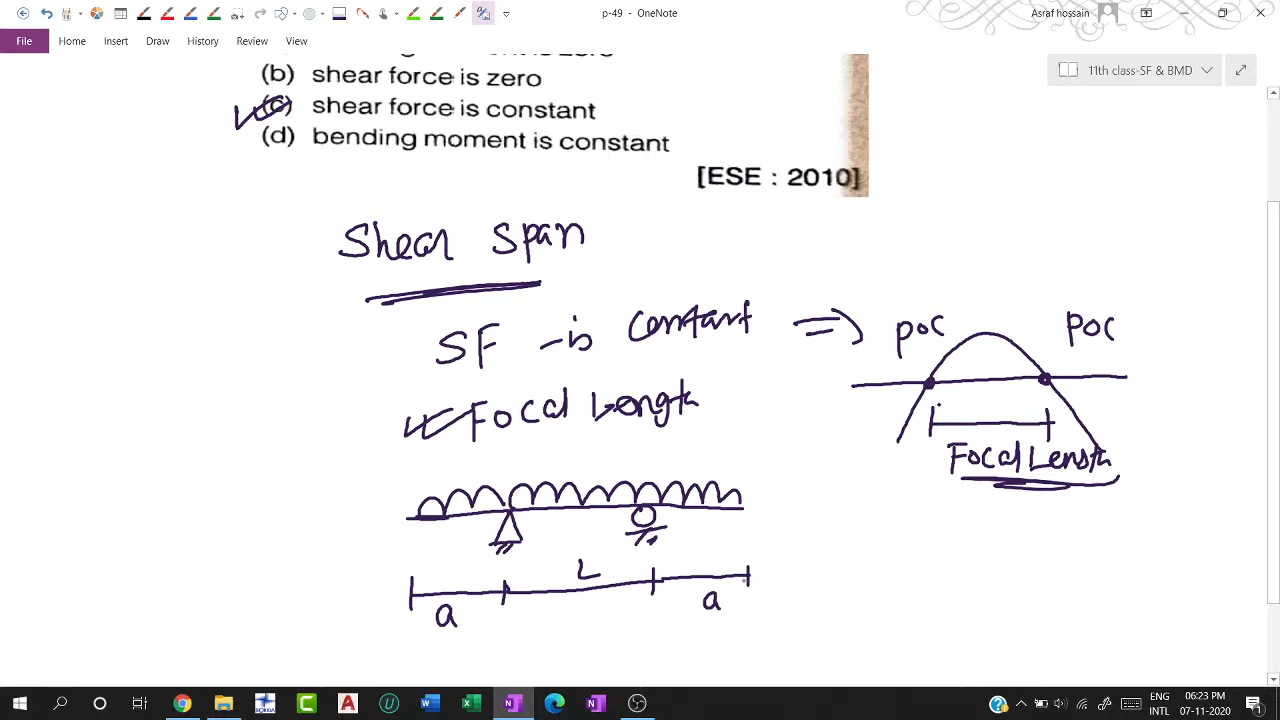 p-49 - OneNote
Asraf hossain
File Home Insert Draw History Review View
11th class-SF & BMD
(b) shear force is zero
(c) shear force is constant
(d) bending moment is constant
[ESE : 2010]
Shear Span
SF is constant ⇒
POC POC
Focal Length
Focal Length
L
a a
ENG 06:23 PM
INTL 07-11-2020